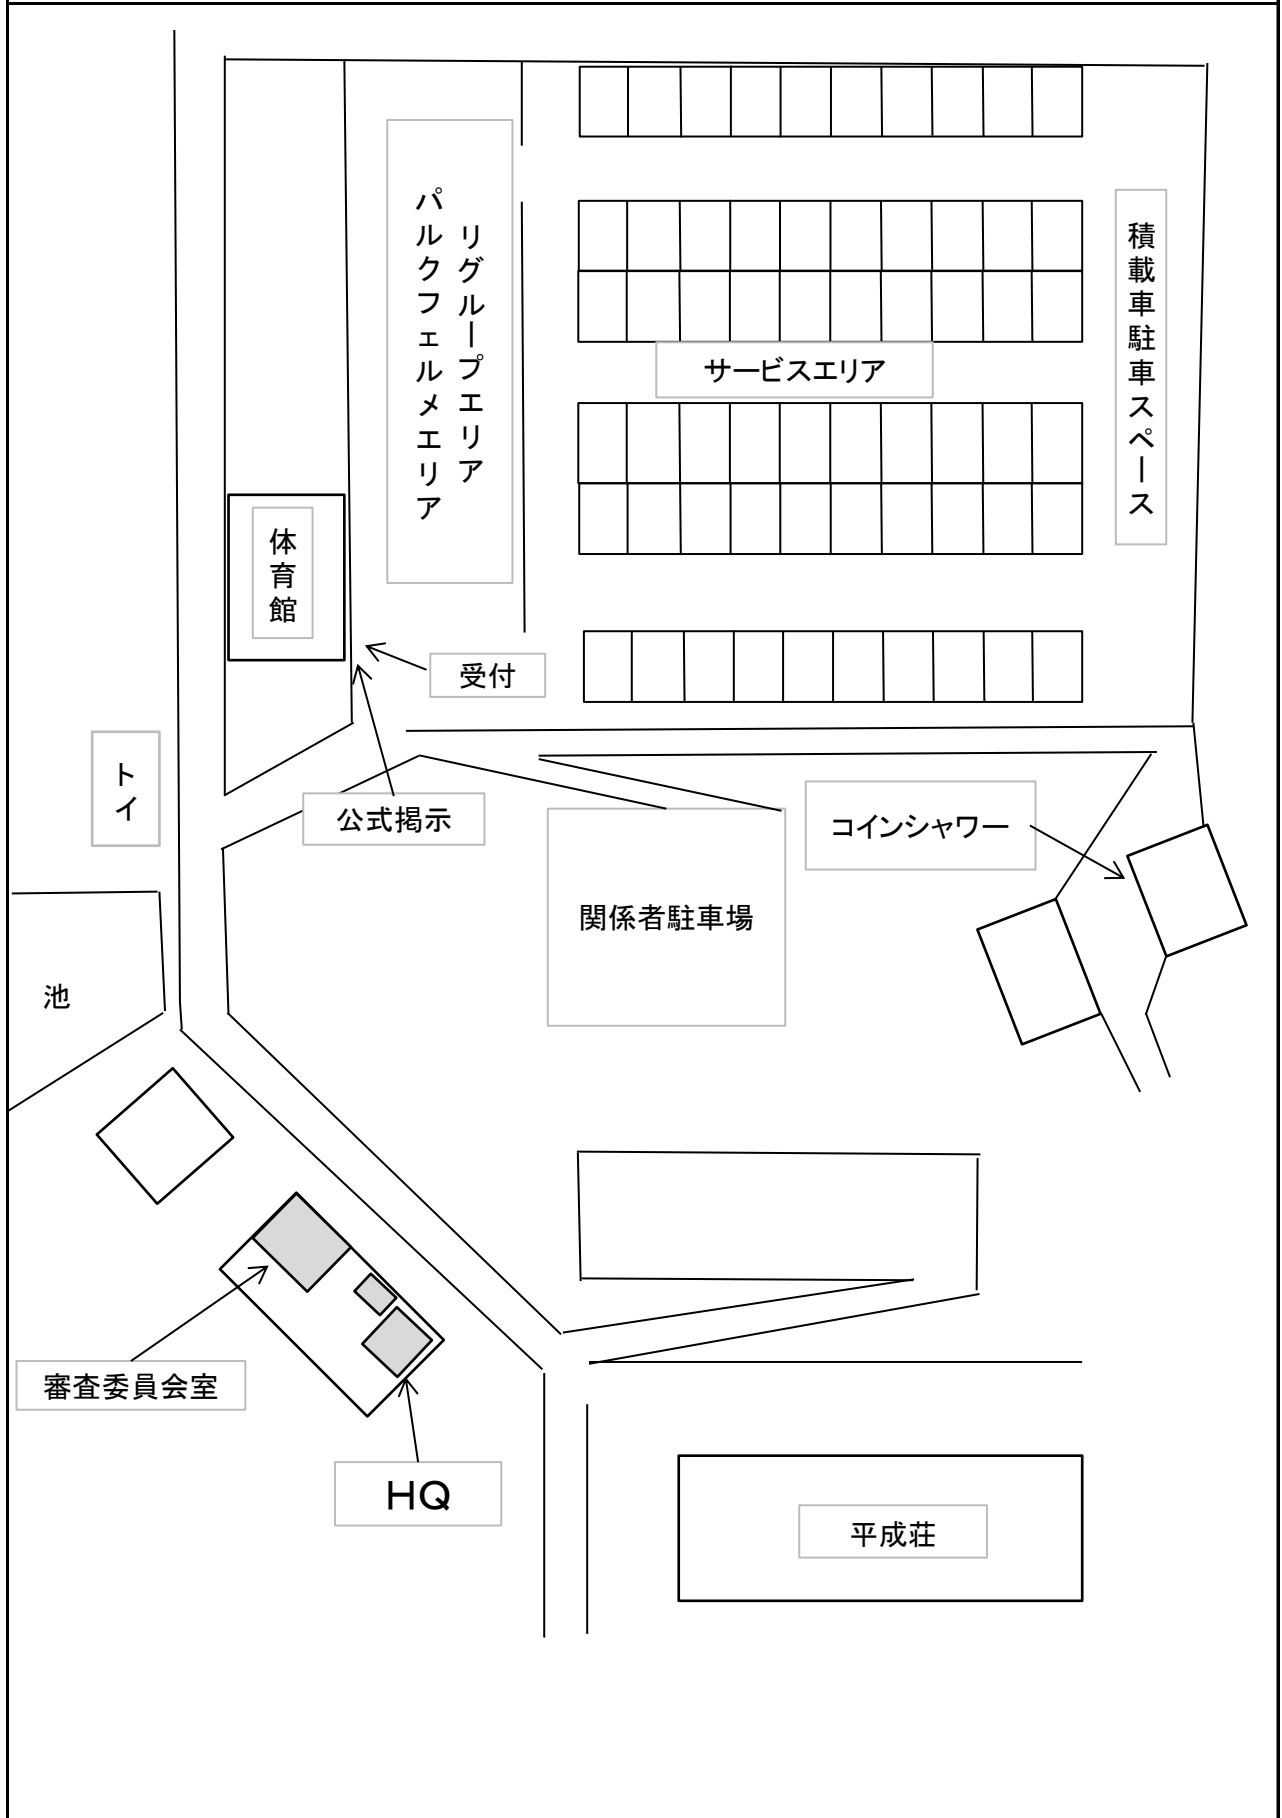 リグループエリア
パルクフェルメエリア
積載車駐車スペース
サービスエリア
体育館
受付
トイ
公式掲示
コインシャワー
関係者駐車場
池
審査委員会室
HQ
平成荘